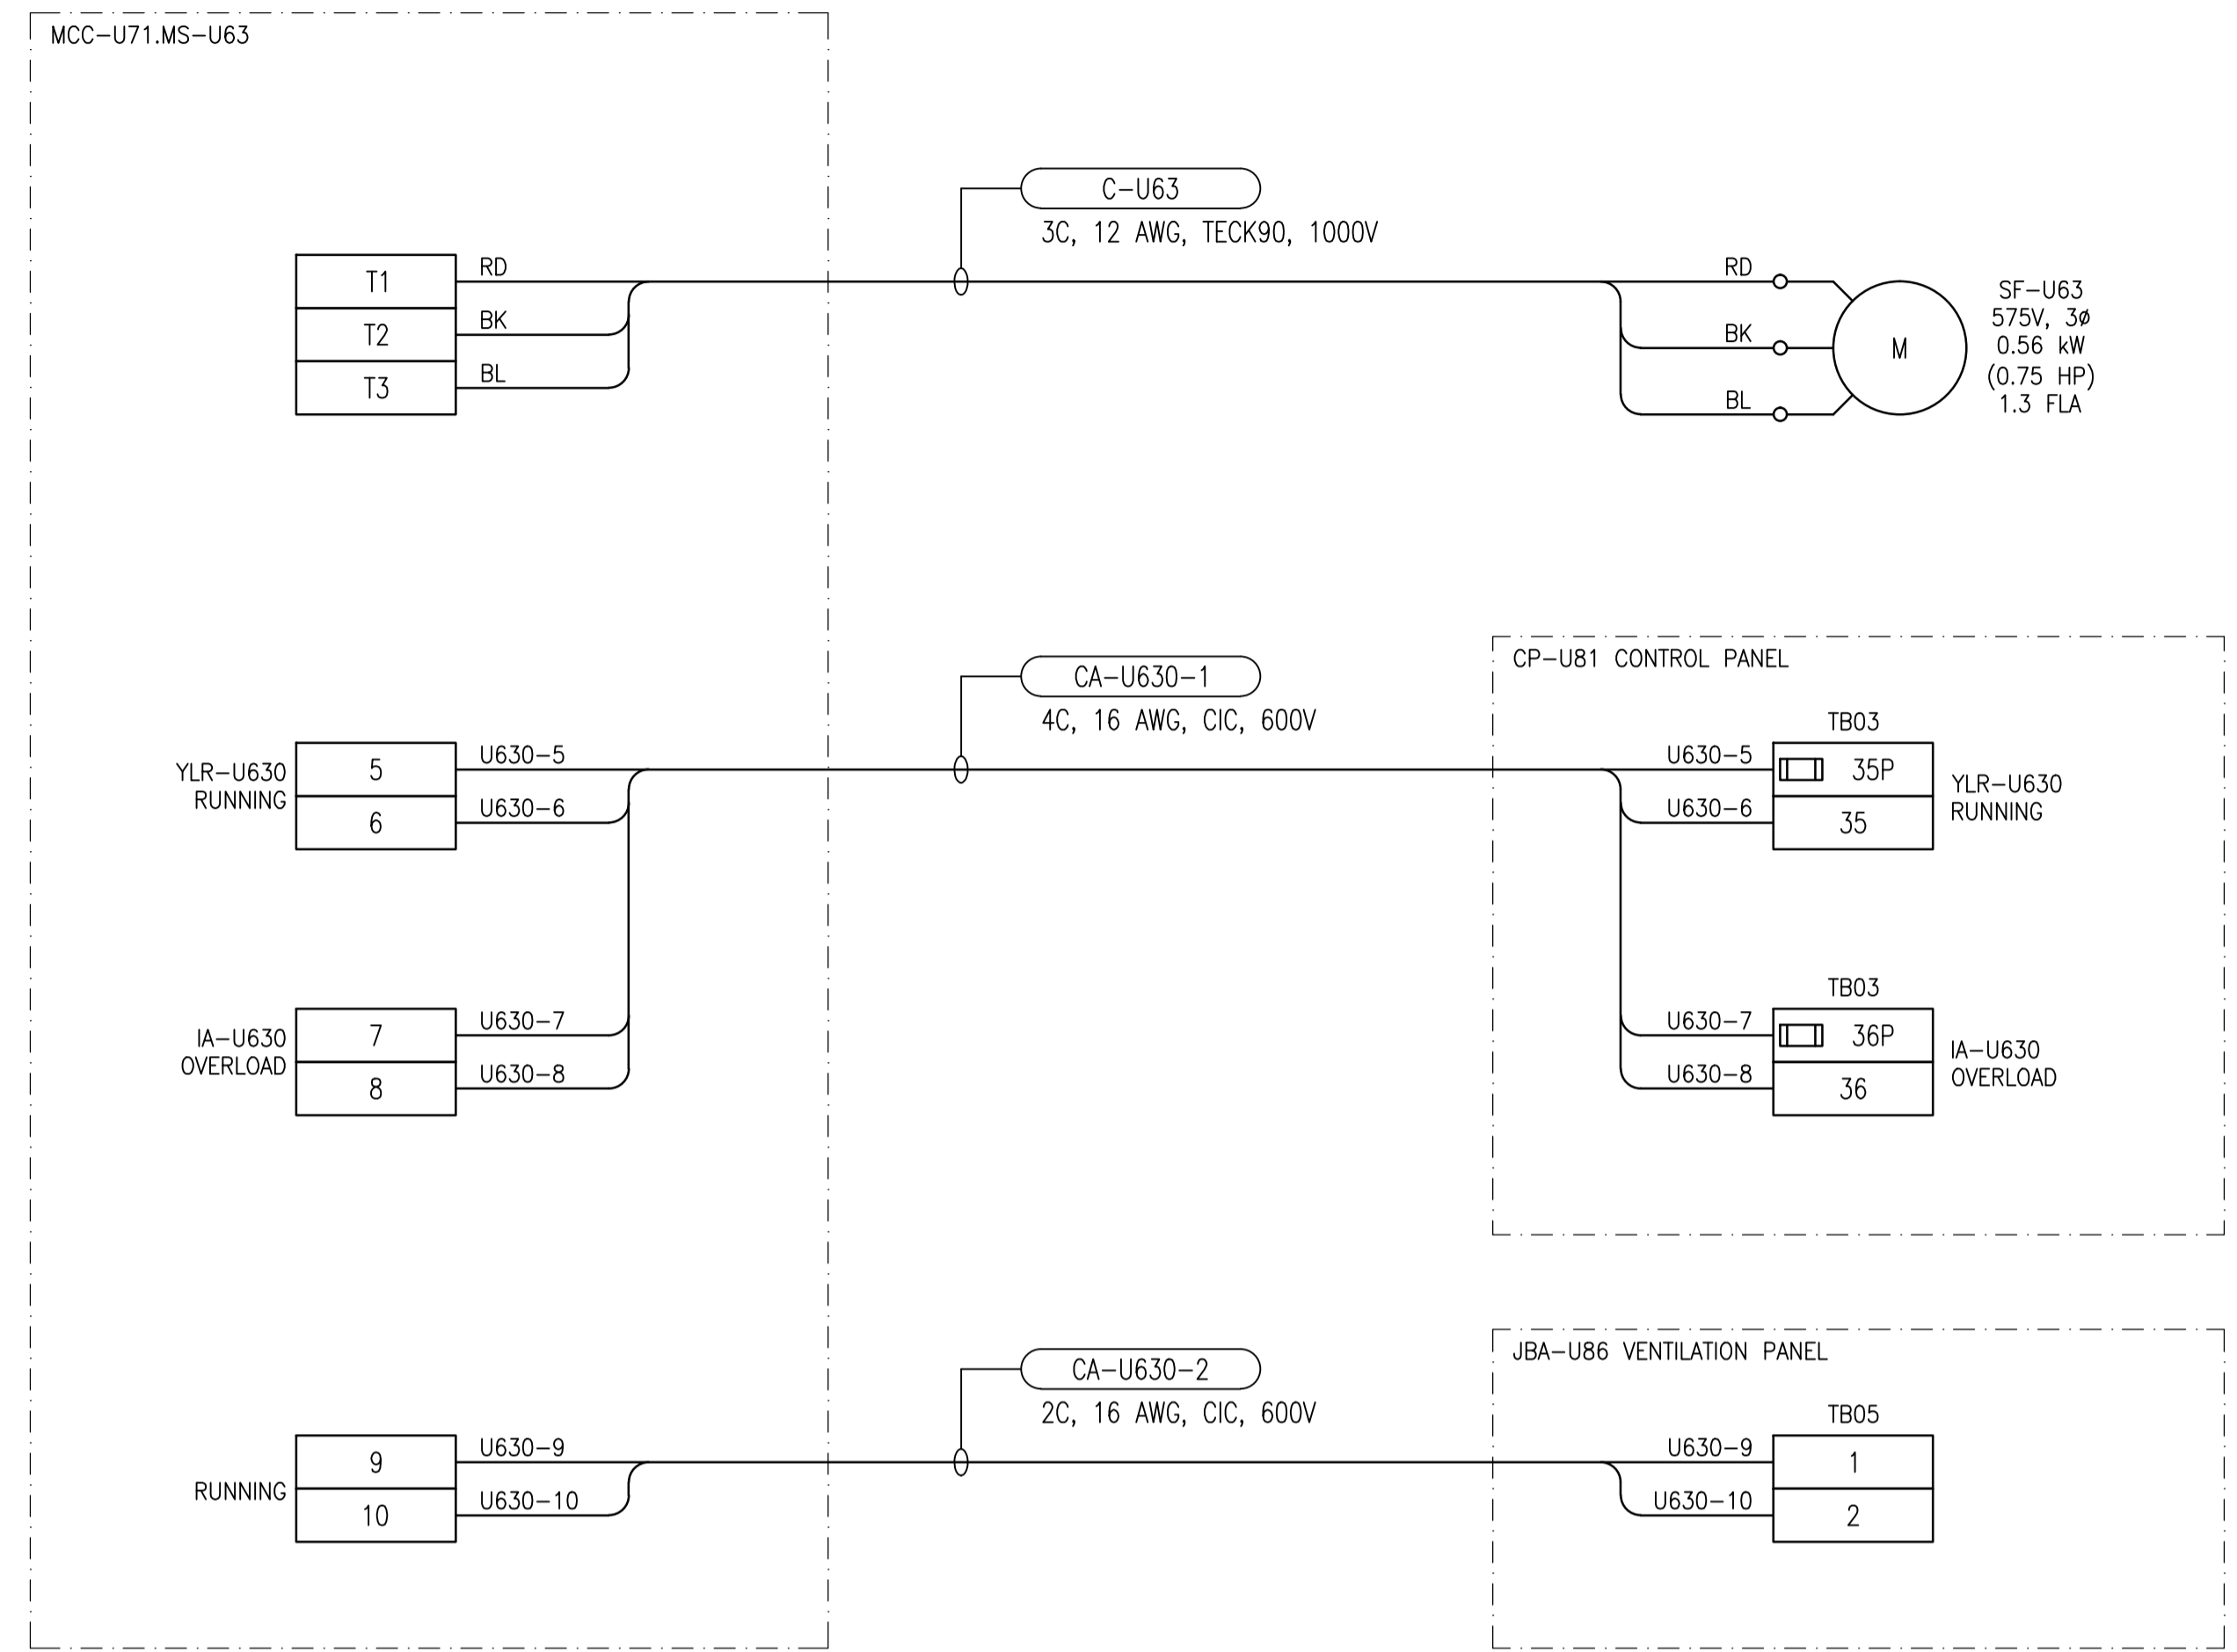 MCC-U71.MS-U63
C-U63
3C, 12 AWG, TECK90, 1000V
T1
RD
T2
BK
T3
BL
RD
BK
BL
M
SF-U63
575V, 3ø
0.56 kW
(0.75 HP)
1.3 FLA
CA-U630-1
4C, 16 AWG, CIC, 600V
CP-U81 CONTROL PANEL
YLR-U630
RUNNING
5
U630-5
6
U630-6
TB03
U630-5
35P
U630-6
35
YLR-U630
RUNNING
IA-U630
OVERLOAD
7
U630-7
8
U630-8
TB03
U630-7
36P
U630-8
36
IA-U630
OVERLOAD
CA-U630-2
2C, 16 AWG, CIC, 600V
JBA-U86 VENTILATION PANEL
RUNNING
9
U630-9
10
U630-10
TB05
U630-9
1
U630-10
2